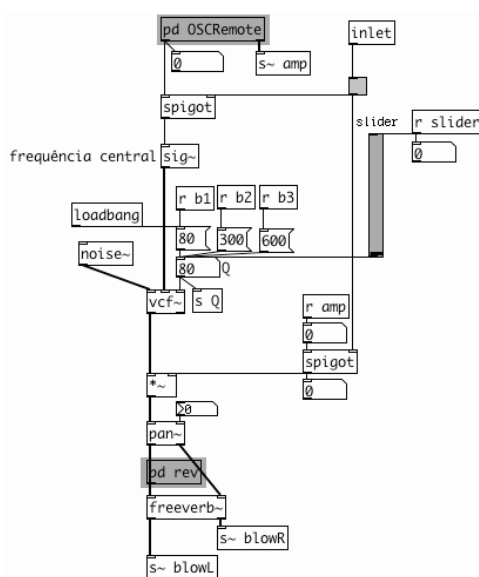 pd OSCRemote
inlet
0
s~ amp
spigot
slider
r slider
0
frequência central
sig~
r b1
r b2
r b3
loadbang
80
300
600
noise~
80
Q
vcf~
s Q
r amp
0
spigot
0
*~
>0
pan~
pd rev
freeverb~
s~ blowR
s~ blowL